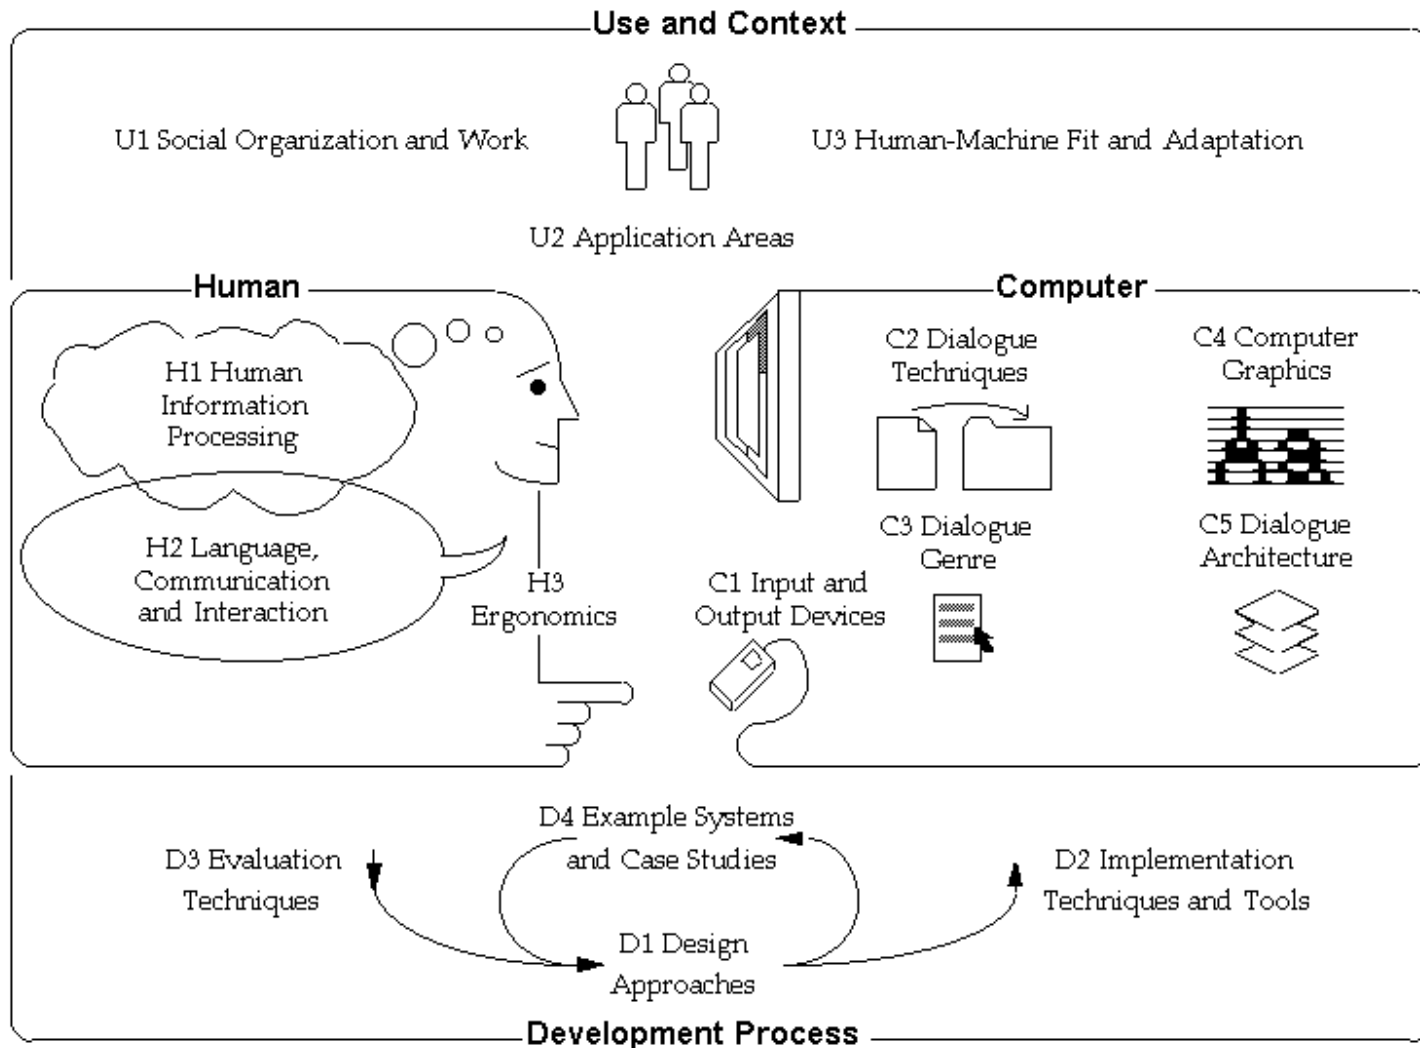 Use and Context
U1 Social Organization and Work
U3 Human-Machine Fit and Adaptation
U2 Application Areas
Human
H1 Human
Information
Processing
H2 Language,
Communication
and Interaction
H3
Ergonomics
Computer
C1 Input and
Output Devices
C2 Dialogue
Techniques
C3 Dialogue
Genre
C4 Computer
Graphics
C5 Dialogue
Architecture
D4 Example Systems
and Case Studies
D3 Evaluation
Techniques
D2 Implementation
Techniques and Tools
D1 Design
Approaches
Development Process